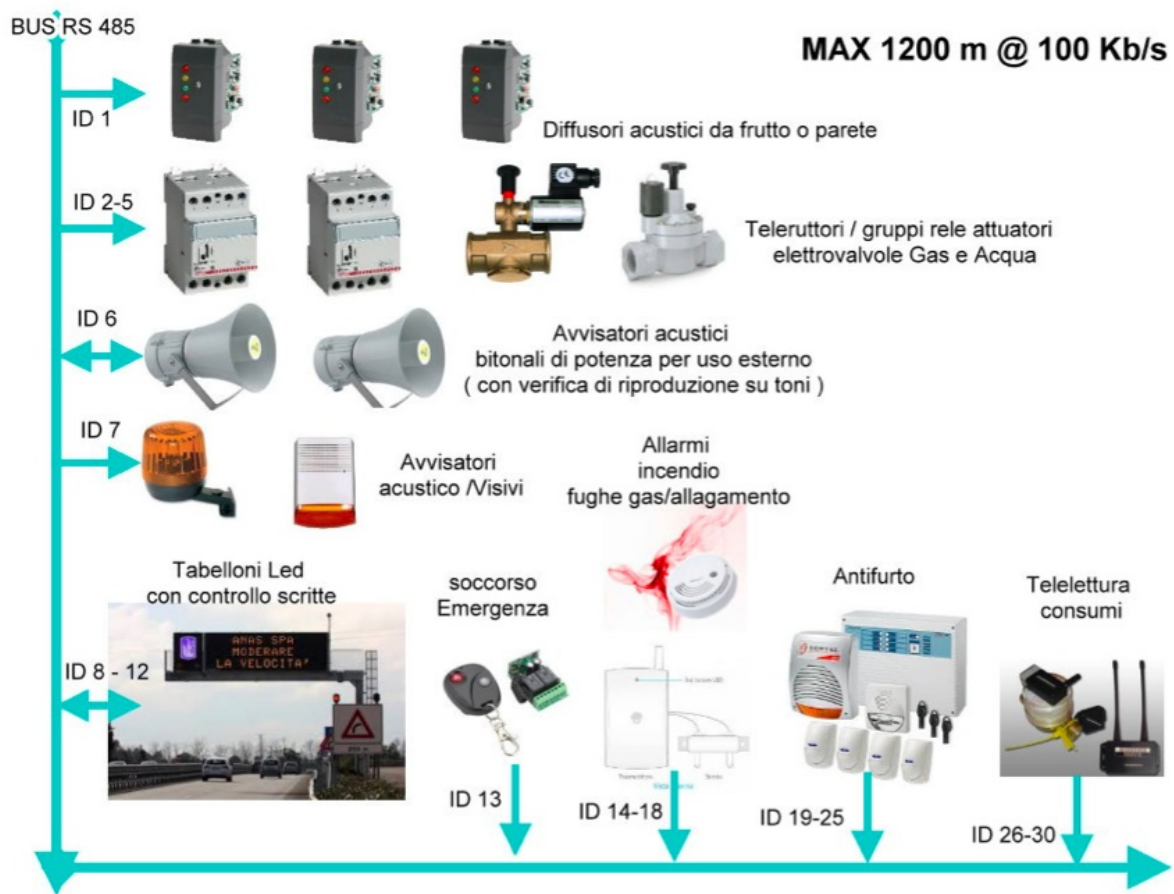 BUS RS 485
MAX 1200 m @ 100 Kb/s
ID 1
Diffusori acustici da frutto o parete
ID 2-5
Teleruttori / gruppi rele attuatori
elettrovalvole Gas e Acqua
ID 6
Avvisatori acustici
bitonali di potenza per uso esterno
( con verifica di riproduzione su toni )
ID 7
Avvisatori
acustico /Visivi
Allarmi
incendio
fughe gas/allagamento
Tabelloni Led
con controllo scritte
ANAS SPA
MODERARE
LA VELOCITA'
ID 8 - 12
soccorso
Emergenza
ID 13
ID 14-18
Antifurto
ID 19-25
Telelettura
consumi
ID 26-30